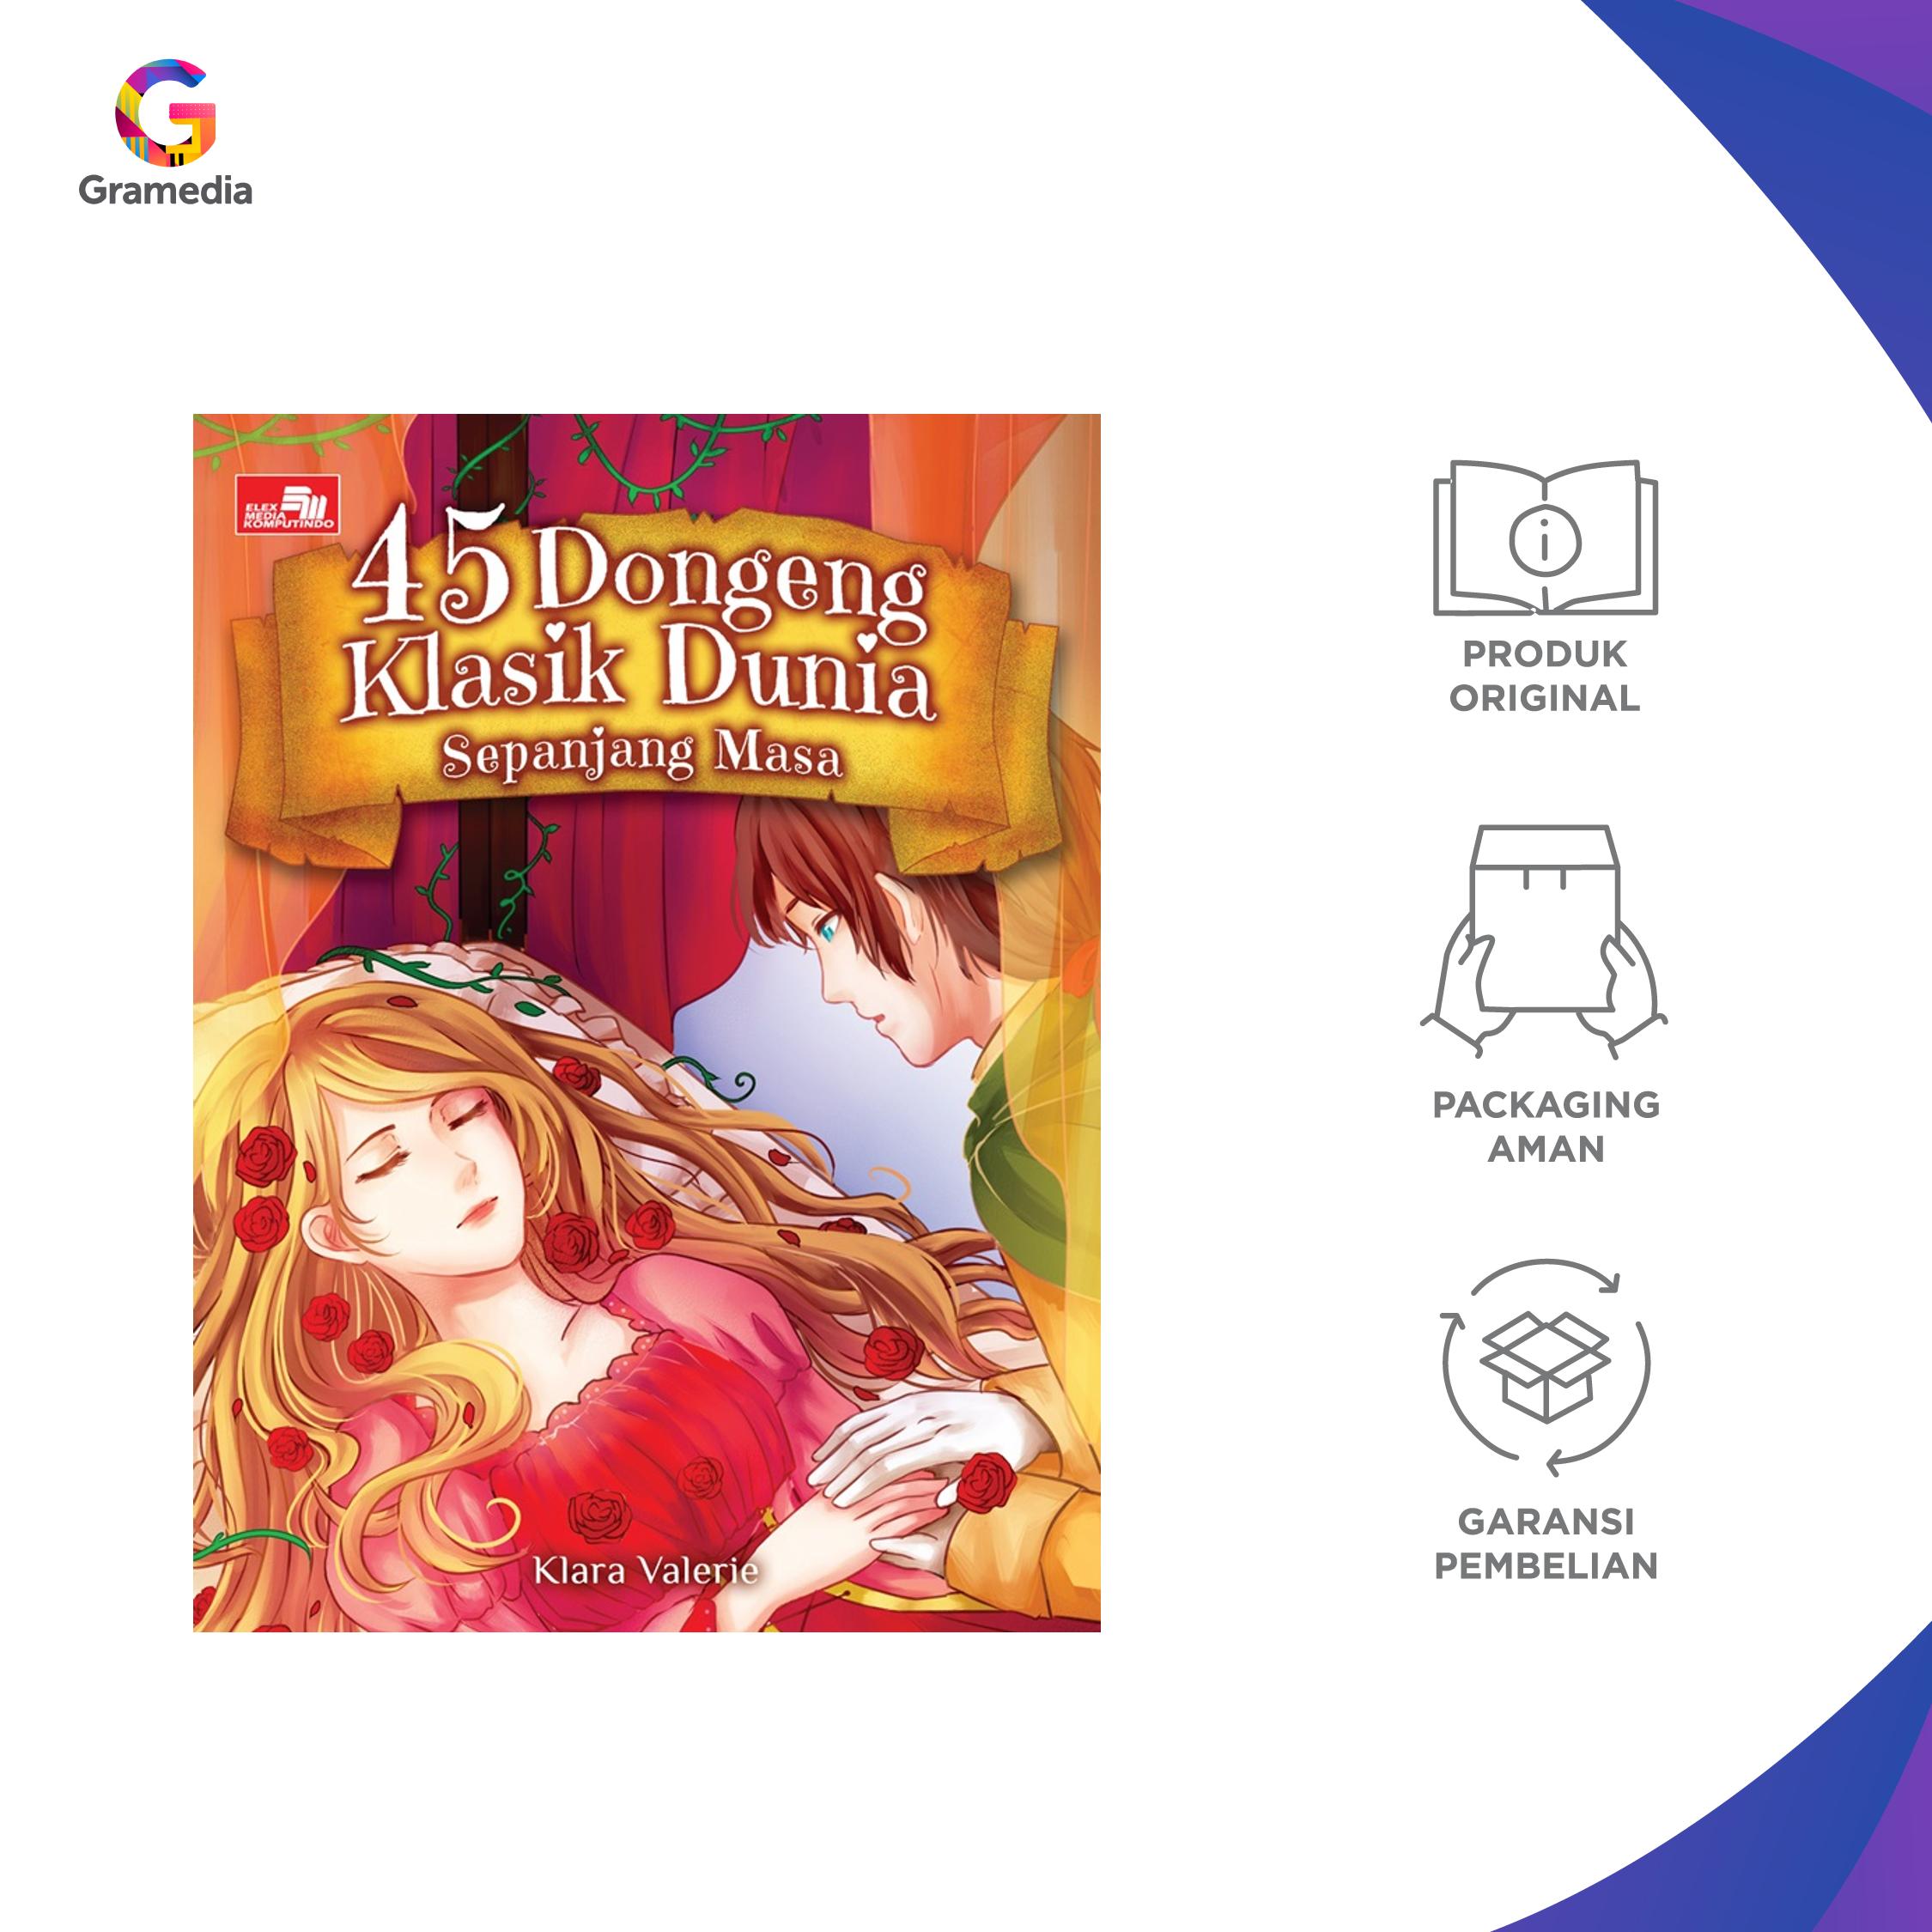 Gramedia
ELEX
MEDIA
KOMPUTINDO
45 Dongeng
Klasik Dunia
Sepanjang Masa
Klara Valerie
PRODUK
ORIGINAL
PACKAGING
AMAN
GARANSI
PEMBELIAN